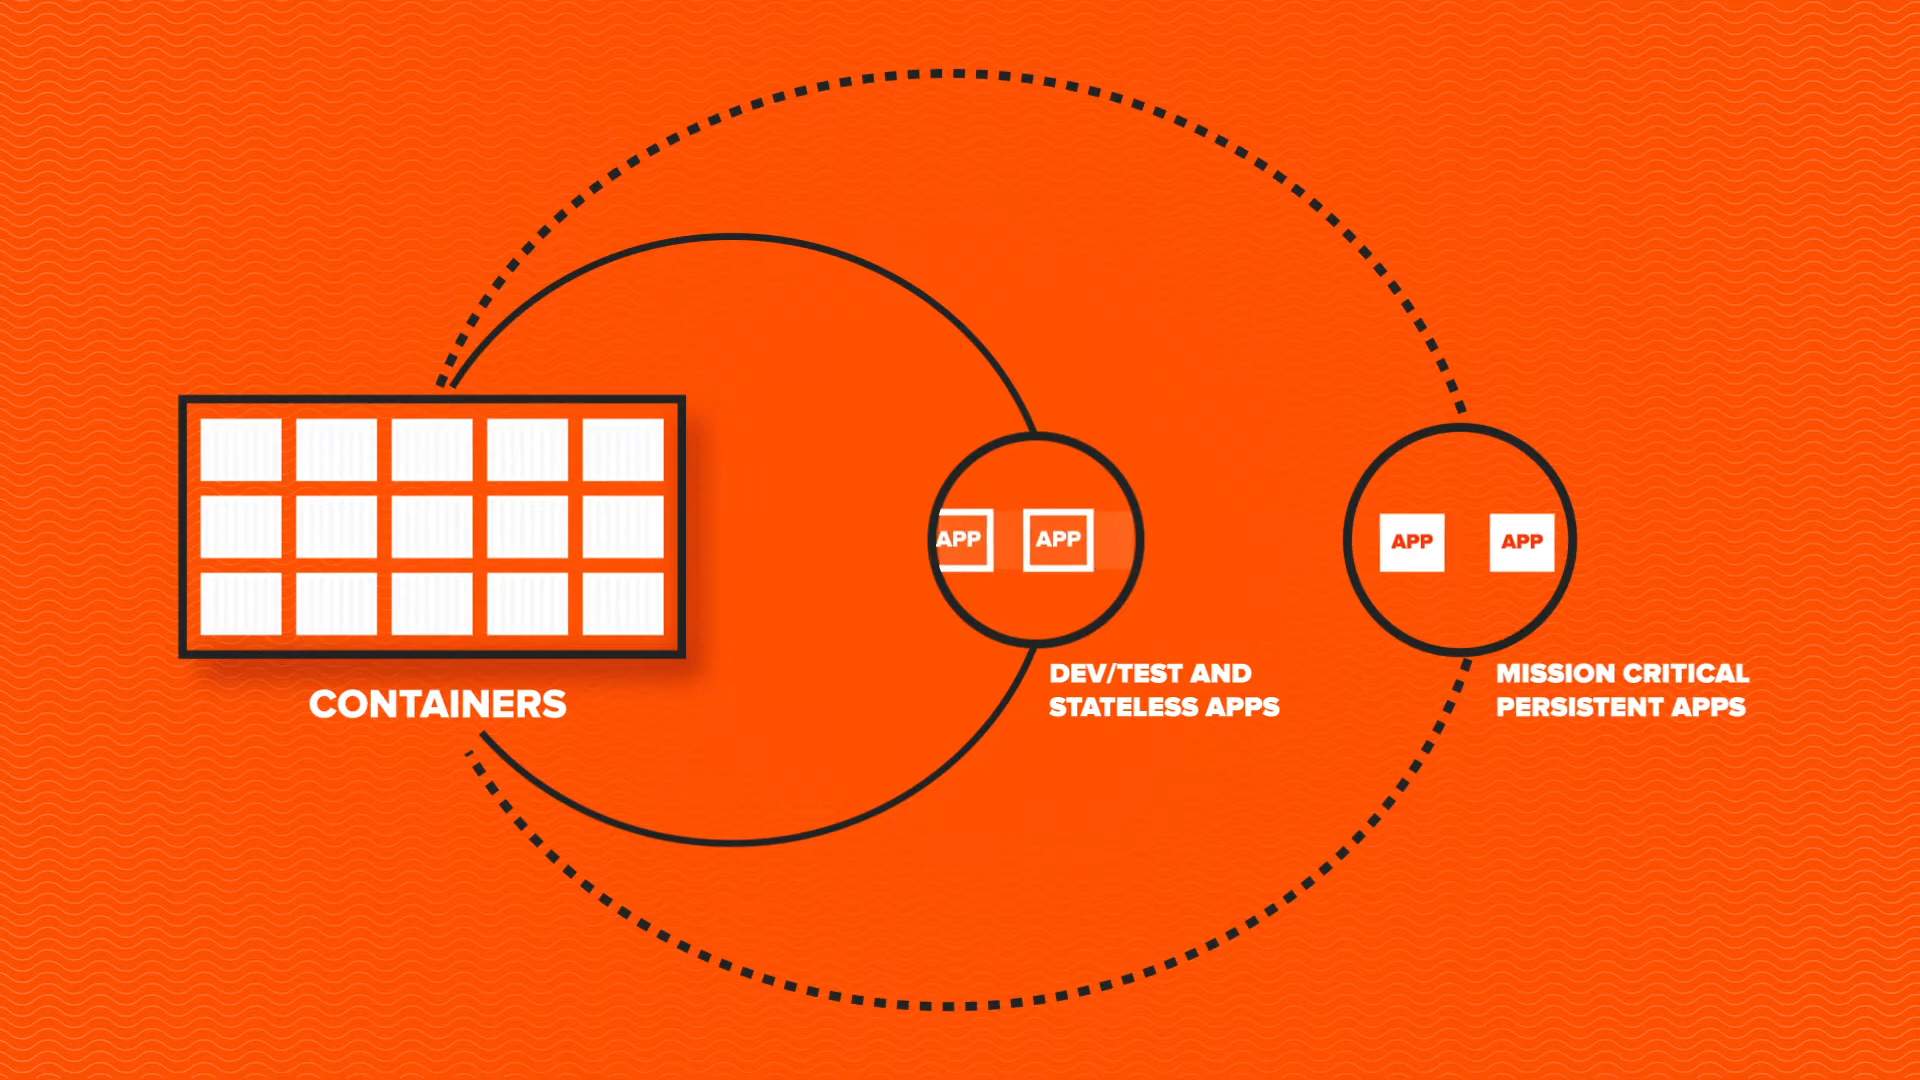 APP
APP
APP
APP
CONTAINERS
DEV/TEST AND
STATELESS APPS
MISSION CRITICAL
PERSISTENT APPS